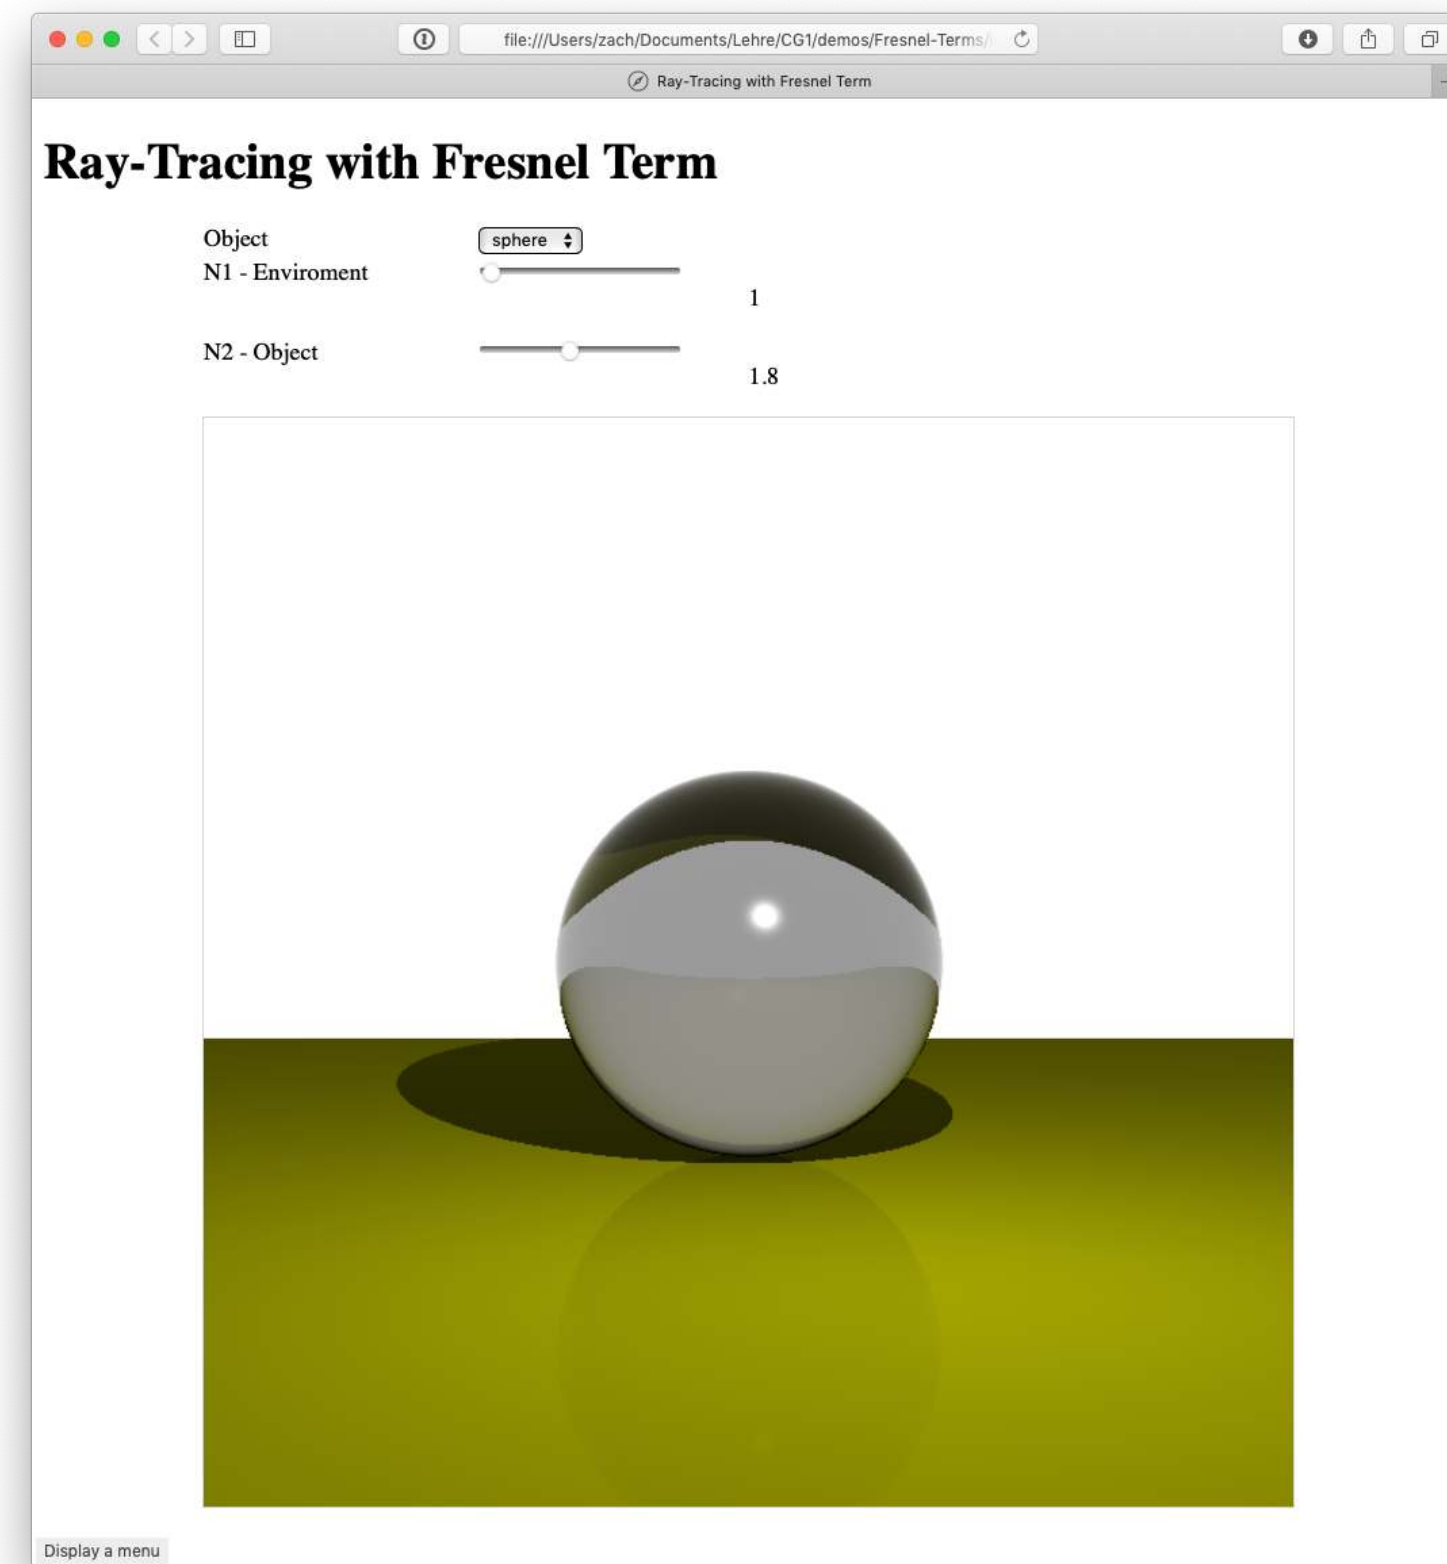 file:///Users/zach/Documents/Lehre/CG1/demos/Fresnel-Terms/
Ray-Tracing with Fresnel Term
Ray-Tracing with Fresnel Term
Object
sphere
N1 - Enviroment
1
N2 - Object
1.8
Display a menu